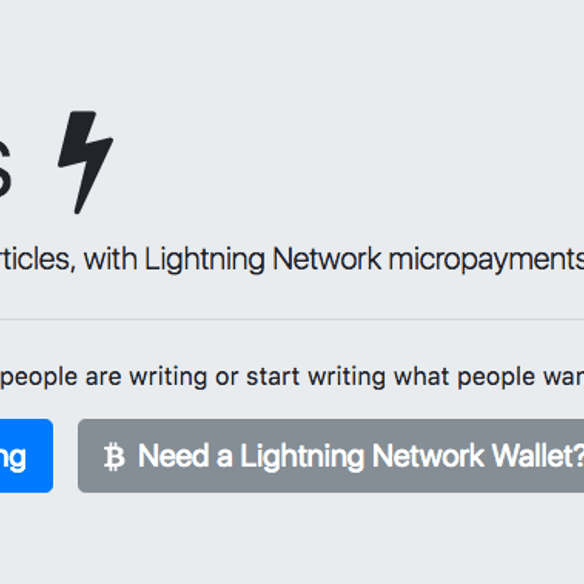 s
rticles, with Lightning Network micropayments
people are writing or start writing what people wan
ng
Need a Lightning Network Wallet?